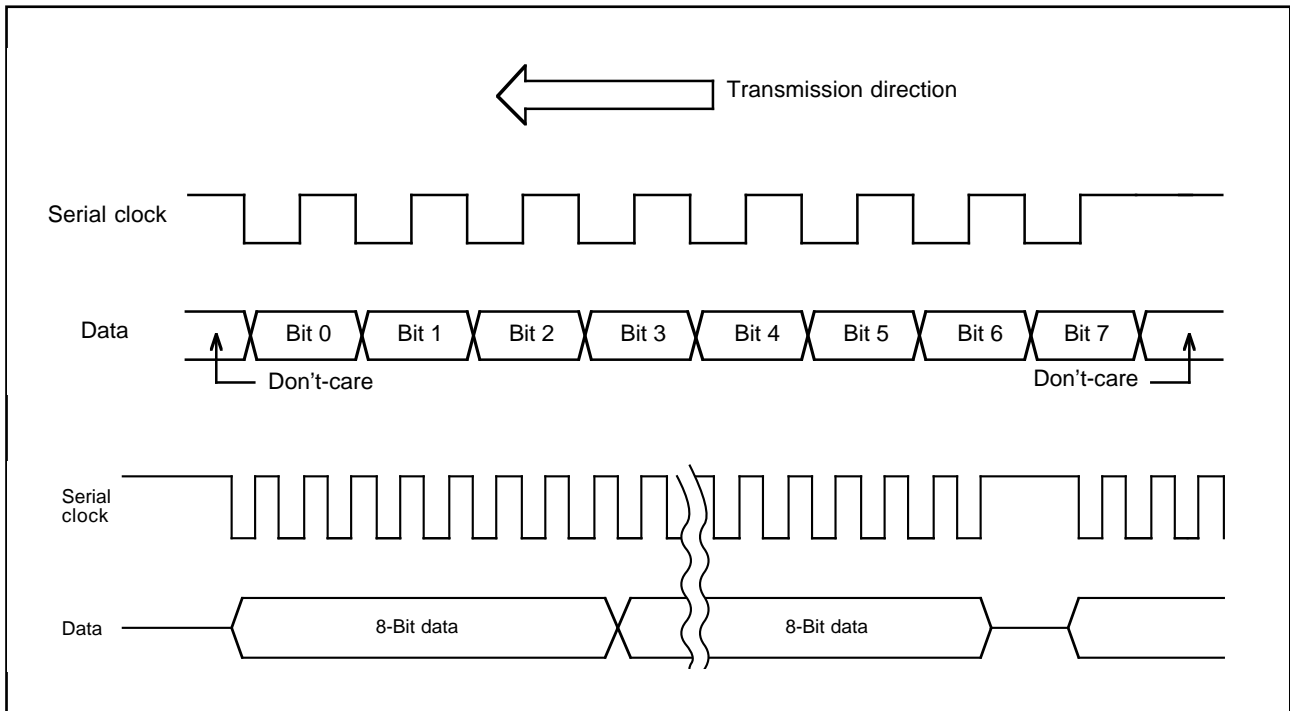 Transmission direction
Serial clock
Data
Bit 0 Bit 1 Bit 2 Bit 3 Bit 4 Bit 5 Bit 6 Bit 7
Don't-care Don't-care
Serial
clock
Data
8-Bit data 8-Bit data